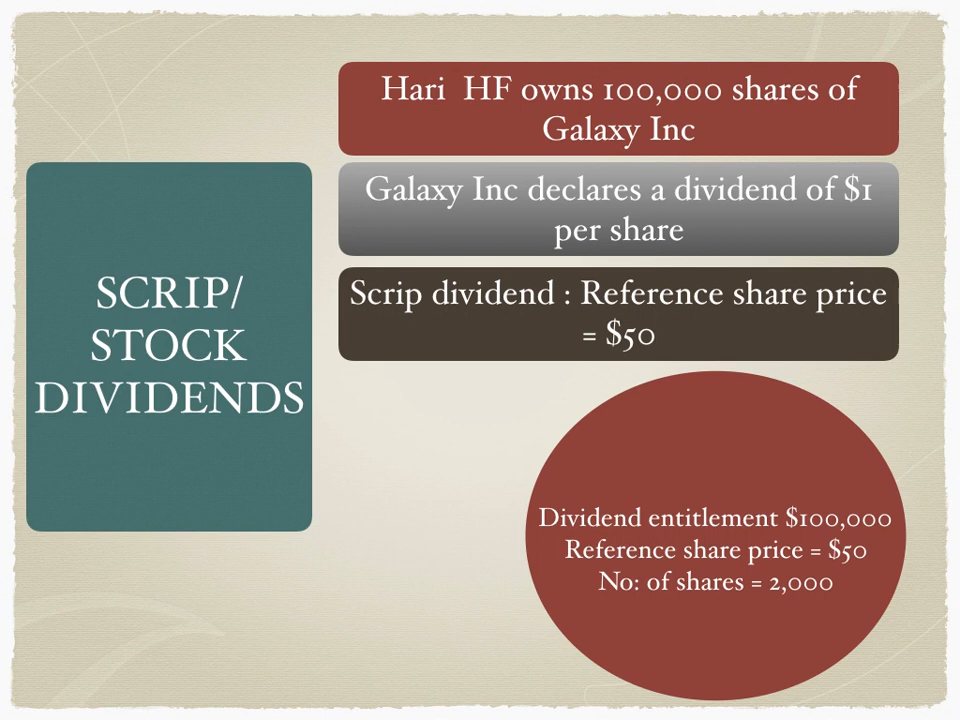 SCRIP/
STOCK
DIVIDENDS
Hari HF owns 100,000 shares of
Galaxy Inc
Galaxy Inc declares a dividend of $1
per share
Scrip dividend : Reference share price
= $50
Dividend entitlement $100,000
Reference share price = $50
No: of shares = 2,000